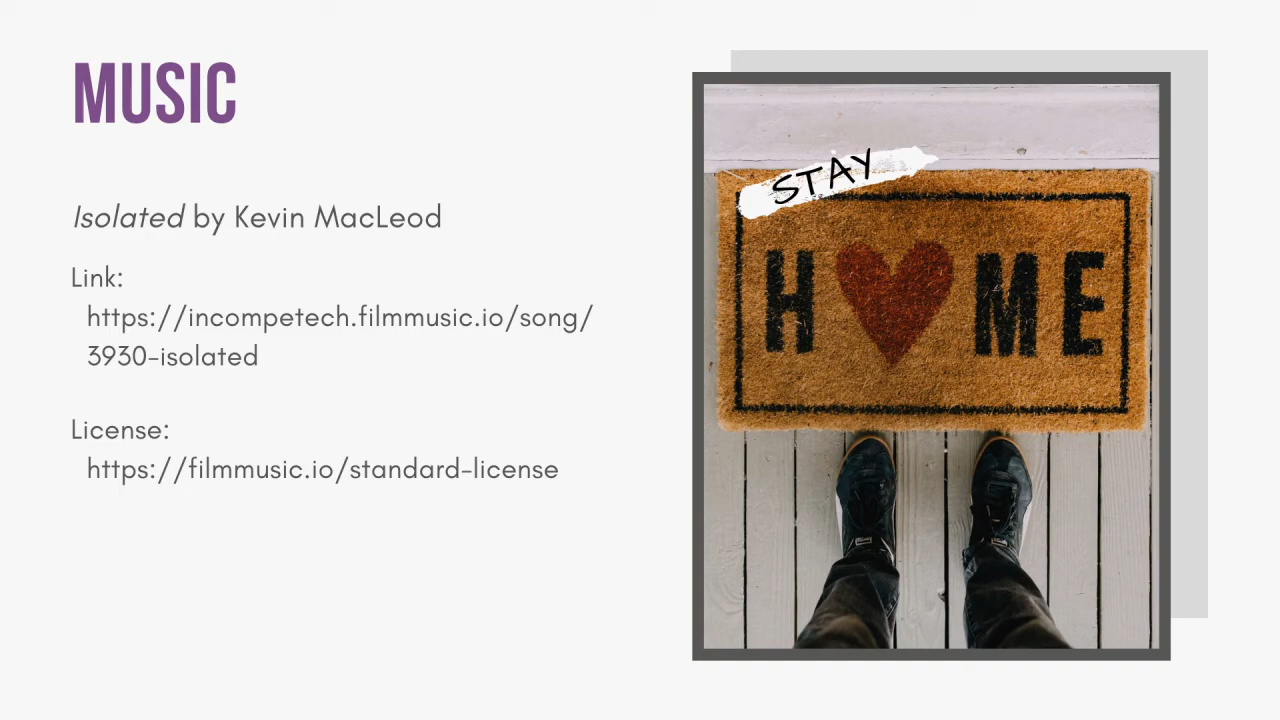 MUSIC
Isolated by Kevin MacLeod
Link:
https://incompetech.filmmusic.io/song/
3930-isolated
License:
https://filmmusic.io/standard-license
STAY
H❤ME